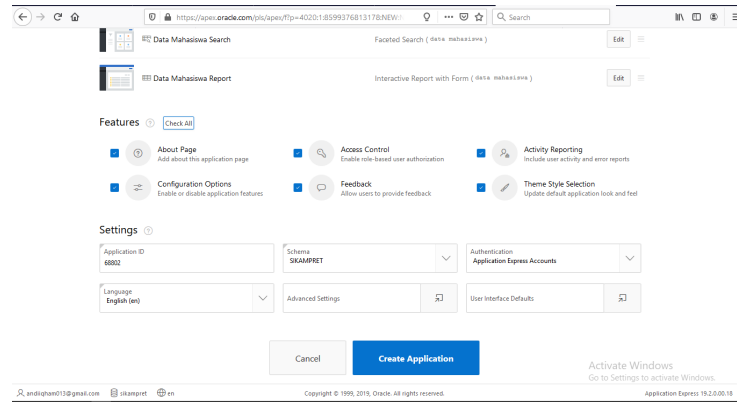 https://apex.oracle.com/pls/apex/f?p=4020:1:8599376813178:NEW:
Search
Data Mahasiswa Search
Faceted Search ( data mahasiswa )
Edit
Data Mahasiswa Report
Interactive Report with Form ( data mahasiswa )
Edit
Features
Check All
About Page
Add about this application page
Access Control
Enable role-based user authorization
Activity Reporting
Include user activity and error reports
Configuration Options
Enable or disable application features
Feedback
Allow users to provide feedback
Theme Style Selection
Update default application look and feel
Settings
Application ID
68802
Schema
SIKAMPRET
Authentication
Application Express Accounts
Language
English (en)
Advanced Settings
User Interface Defaults
Cancel
Create Application
Activate Windows
Go to Settings to activate Windows.
andiiqham013@gmail.com
sikampret
en
Copyright © 1999, 2019, Oracle. All rights reserved.
Application Express 19.2.0.00.18